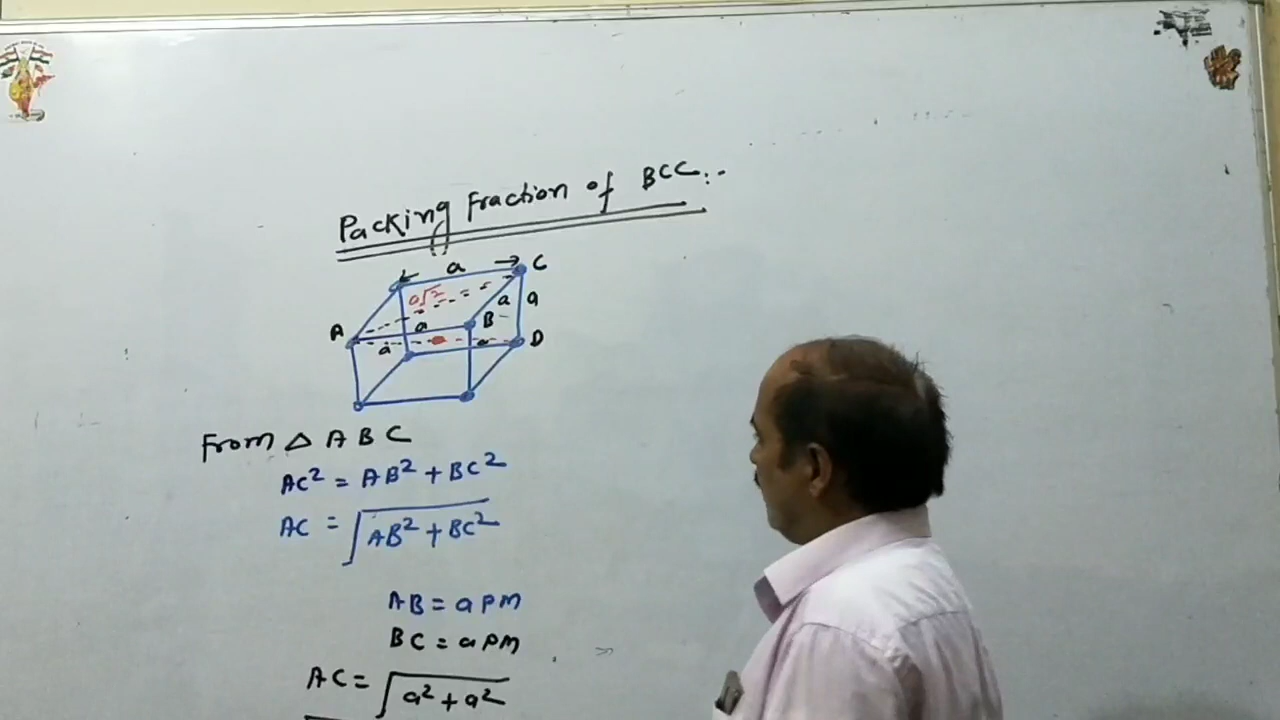 Packing Fraction of BCC:-
a C
a√2 a a
A a B
a a D
From △ ABC
AC² = AB² + BC²
AC = √AB² + BC²
AB = a PM
BC = a PM
AC = √a² + a²